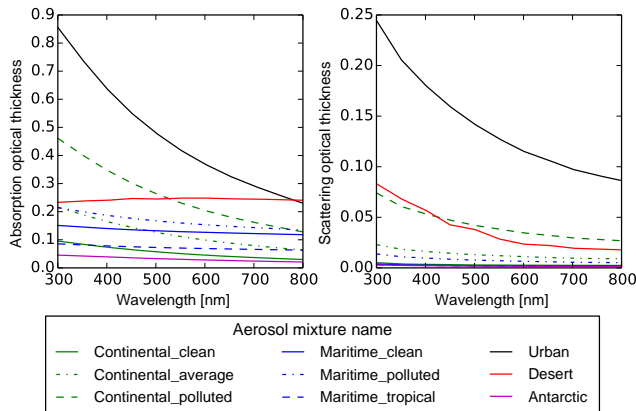 0.9
0.8
0.7
0.6
0.5
0.4
0.3
0.2
0.1
0.0
Absorption optical thickness
300 400 500 600 700 800
Wavelength [nm]
0.25
0.20
0.15
0.10
0.05
0.00
Scattering optical thickness
300 400 500 600 700 800
Wavelength [nm]
Aerosol mixture name
Continental_clean Maritime_clean Urban
Continental_average Maritime_polluted Desert
Continental_polluted Maritime_tropical Antarctic